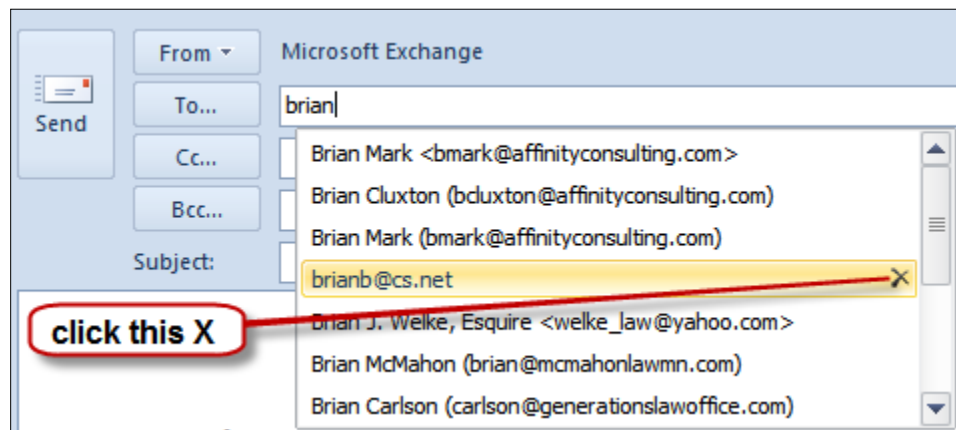 From Microsoft Exchange
Send
To... brian
Cc...
Bcc...
Subject:
Brian Mark <bmark@affinityconsulting.com>
Brian Cluxton (bcluxton@affinityconsulting.com)
Brian Mark (bmark@affinityconsulting.com)
brianb@cs.net
click this X
Brian J. Welke, Esquire <welke_law@yahoo.com>
Brian McMahon (brian@mcmahonlawmn.com)
Brian Carlson (carlson@generationslawoffice.com)